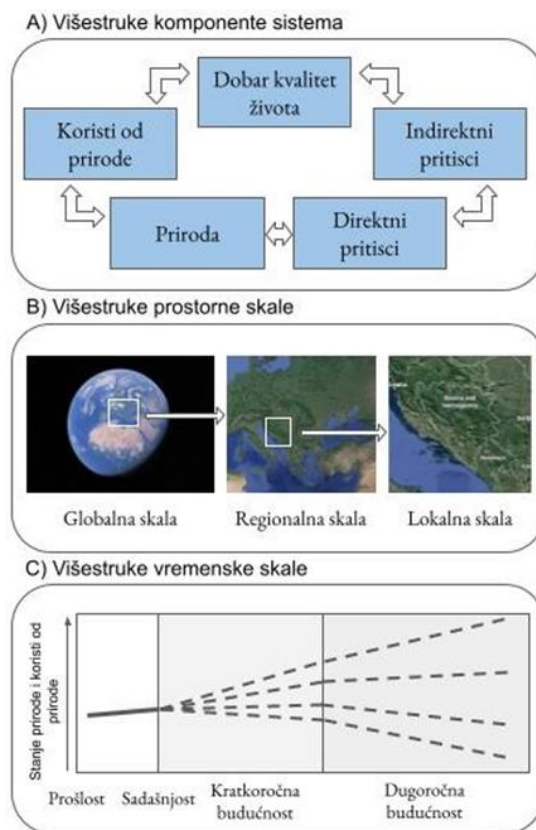 A) Višestruke komponente sistema
Dobar kvalitet
života
Koristi od
prirode
Indirektni
pritisci
Priroda
Direktni
pritisci
B) Višestruke prostorne skale
Globalna skala
Regionalna skala
Lokalna skala
C) Višestruke vremenske skale
Stanje prirode i koristi od
prirode
Prošlost
Sadašnjost
Kratkoročna
budućnost
Dugoročna
budućnost